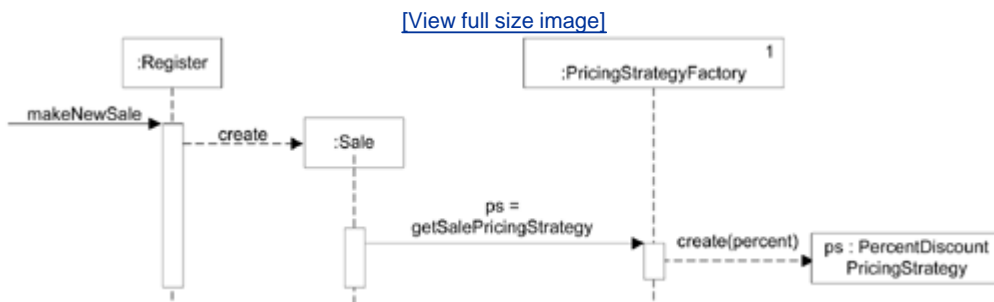 [View full size image]
:Register
1
:PricingStrategyFactory
makeNewSale
create
:Sale
ps =
getSalePricingStrategy
create(percent)
ps : PercentDiscount
PricingStrategy